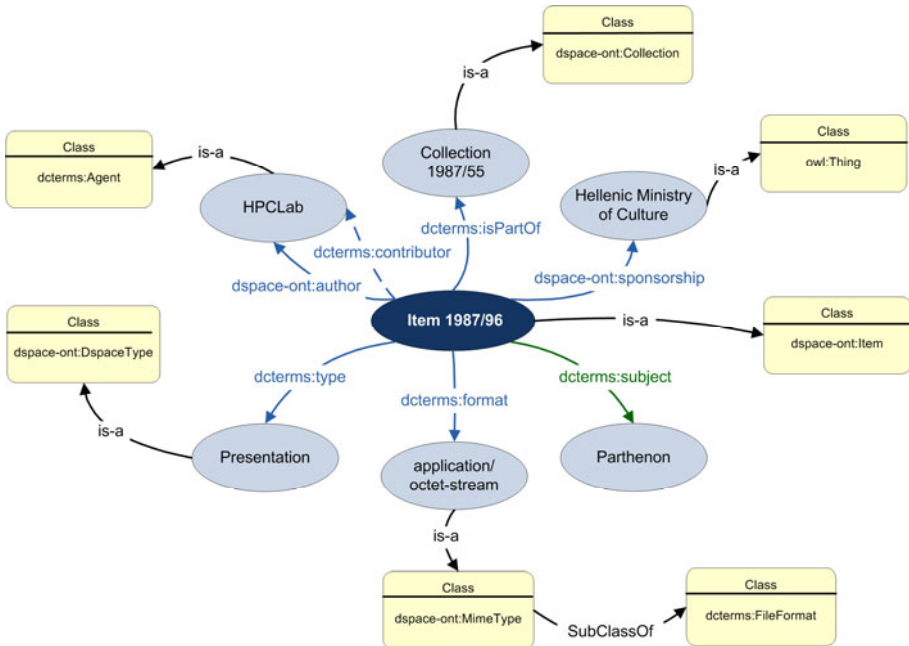 Class
dspace-ont:Collection
is-a
Class
dcterms:Agent
is-a
Collection
1987/55
Class
owl:Thing
is-a
HPCLab
Hellenic Ministry
of Culture
dcterms:isPartOf
dcterms:contributor
dspace-ont:author
dspace-ont:sponsorship
Item 1987/96
is-a
Class
dspace-ont:Item
Class
dspace-ont:DspaceType
dcterms:type
dcterms:format
dcterms:subject
is-a
Presentation
application/
octet-stream
Parthenon
is-a
Class
dspace-ont:MimeType
SubClassOf
Class
dcterms:FileFormat